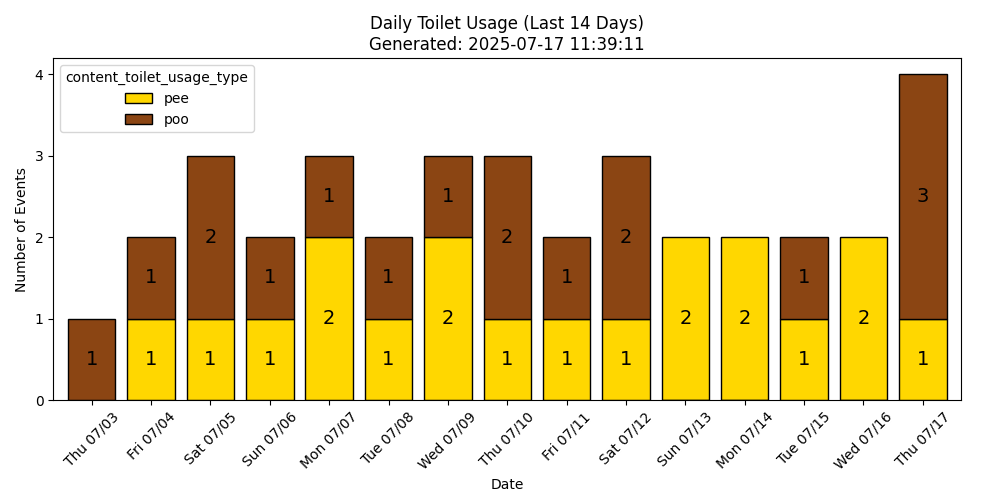 Daily Toilet Usage (Last 14 Days)
Generated: 2025-07-17 11:39:11
content_toilet_usage_type
pee
poo
Number of Events
4
3
2
1
0
1
1 1
1 2
1 1
2 1
1 1
2 1
1 2
1 1
1 2
2
2
1 1
2
1 3
Thu 07/03
Fri 07/04
Sat 07/05
Sun 07/06
Mon 07/07
Tue 07/08
Wed 07/09
Thu 07/10
Fri 07/11
Sat 07/12
Sun 07/13
Mon 07/14
Tue 07/15
Wed 07/16
Thu 07/17
Date